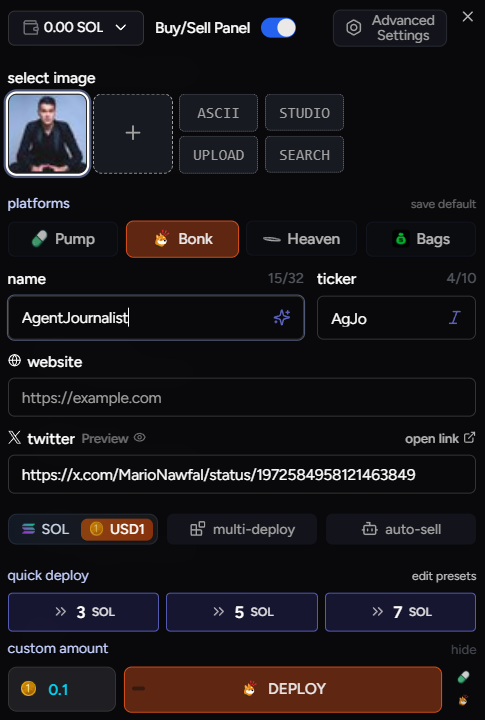 0.00 SOL Buy/Sell Panel Advanced Settings
select image
ASCII STUDIO
UPLOAD SEARCH
platforms save default
Pump Bonk Heaven Bags
name 15/32 ticker 4/10
AgentJournalist AgJo
website
https://example.com
twitter Preview open link
https://x.com/MarioNawfal/status/1972584958121463849
SOL USD1 multi-deploy auto-sell
quick deploy edit presets
3 SOL 5 SOL 7 SOL
custom amount hide
0.1 DEPLOY